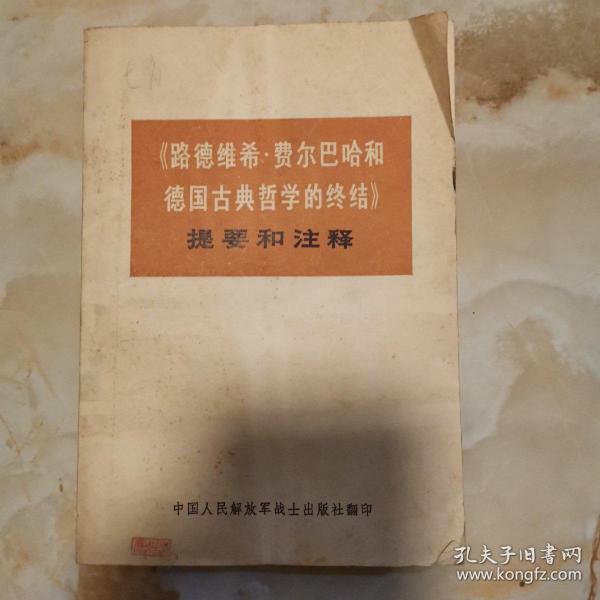 《路德维希·费尔巴哈和
德国古典哲学的终结》
提要和注释
中国人民解放军战士出版社翻印
孔夫子旧书网
www.kongfz.com